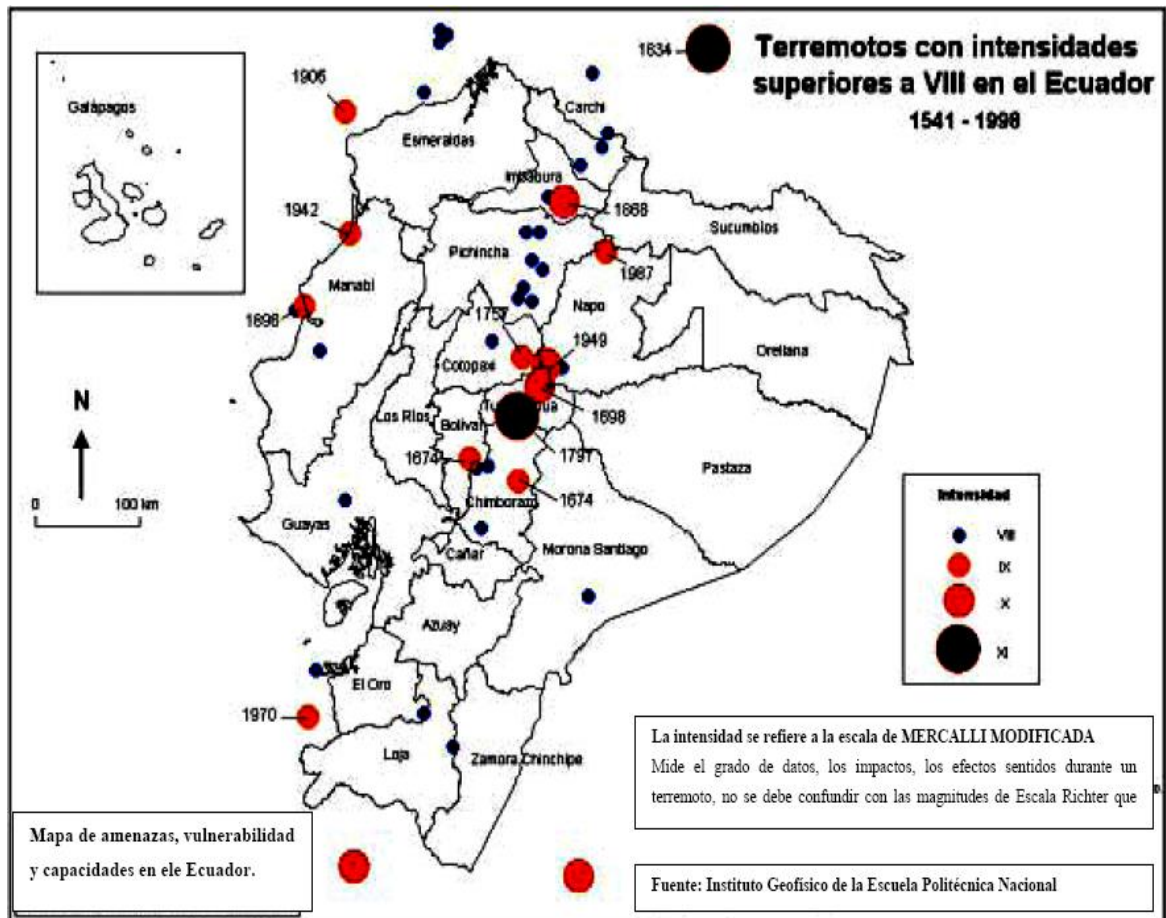 Terremotos con intensidades
superiores a VIII en el Ecuador
1541 - 1998
1834
1906
Galápagos
Carchi
Esmeraldas
Imbabura
1868
1942
Sucumbios
Pichincha
1987
Manabí
Napo
1896
1757
1949
Orellana
Cotopaxi
N
Los Ríos
1698
Bolívar
1797
1674
Pastaza
0 100 km
1674
Chimborazo
Guayas
Cañar
Morona Santiago
Azuay
El Oro
1970
Loja
Zamora Chinchipe
Intensidad
VIII
IX
X
XI
La intensidad se refiere a la escala de MERCALLI MODIFICADA
Mide el grado de datos, los impactos, los efectos sentidos durante un
terremoto, no se debe confundir con las magnitudes de Escala Richter que
Mapa de amenazas, vulnerabilidad
y capacidades en ele Ecuador.
Fuente: Instituto Geofísico de la Escuela Politécnica Nacional